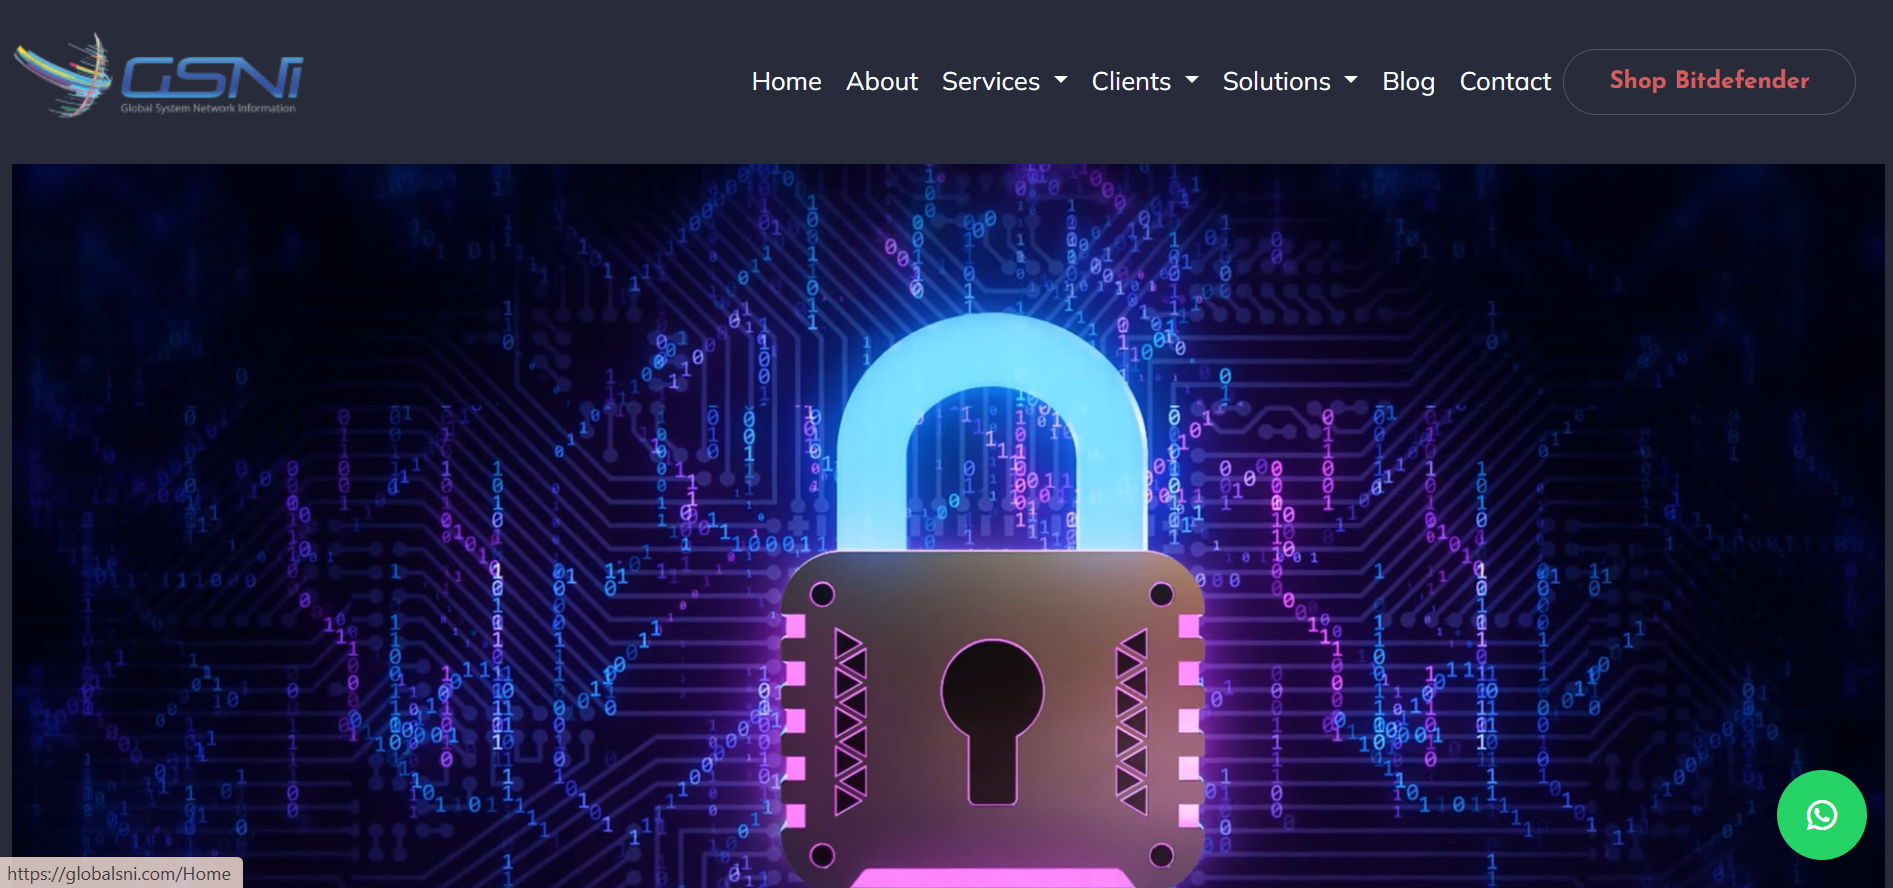 GSNi
Global System Network Information
Home About Services Clients Solutions Blog Contact Shop Bitdefender
https://globalsni.com/Home